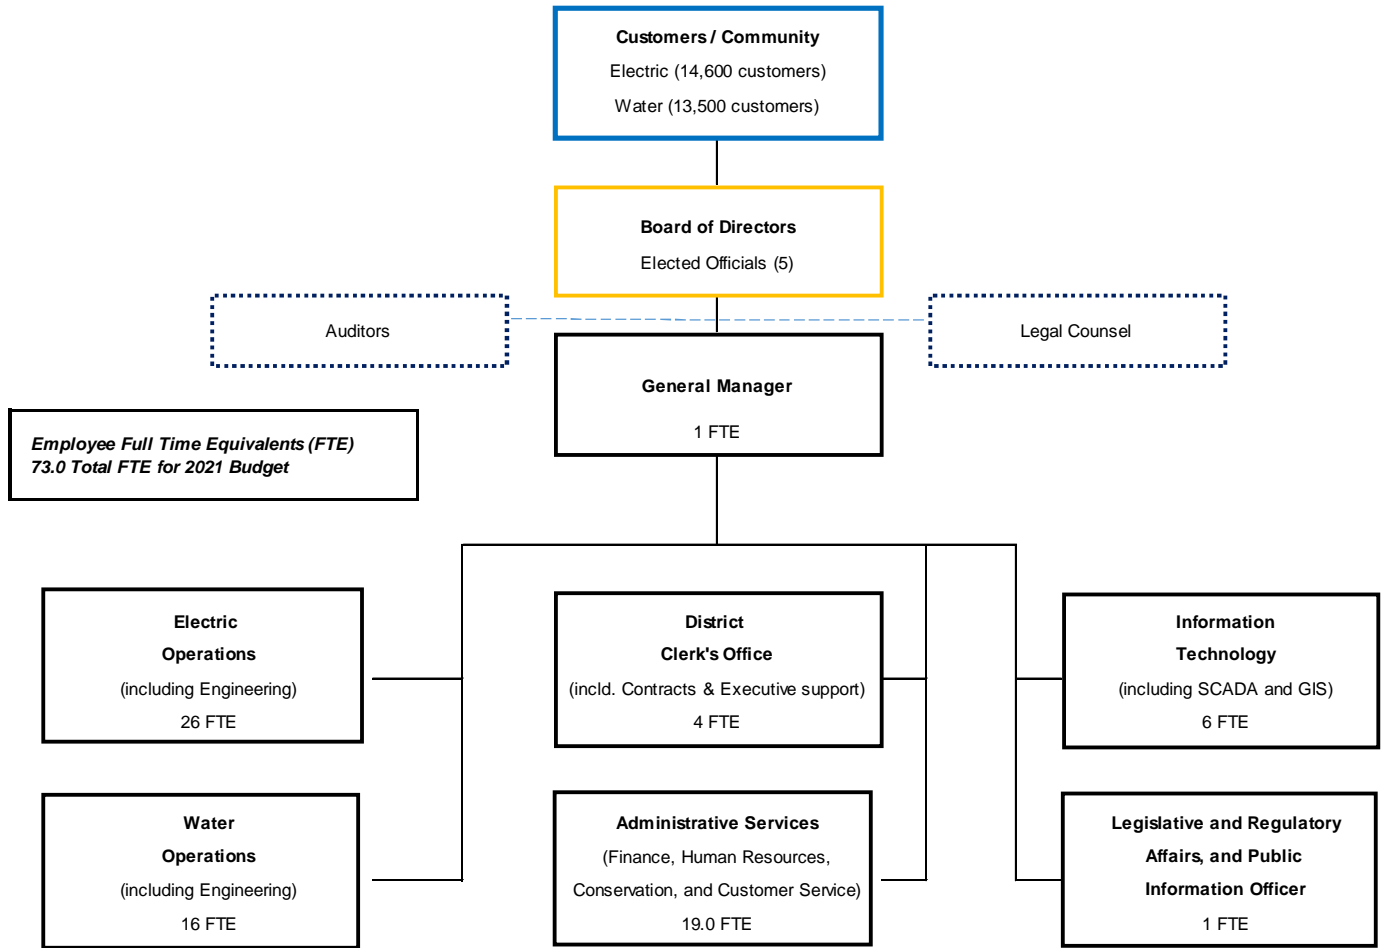 Customers / Community
Electric (14,600 customers)
Water (13,500 customers)
Board of Directors
Elected Officials (5)
Auditors
Legal Counsel
General Manager
1 FTE
Employee Full Time Equivalents (FTE)
73.0 Total FTE for 2021 Budget
Electric
Operations
(including Engineering)
26 FTE
District
Clerk's Office
(incld. Contracts & Executive support)
4 FTE
Information
Technology
(including SCADA and GIS)
6 FTE
Water
Operations
(including Engineering)
16 FTE
Administrative Services
(Finance, Human Resources,
Conservation, and Customer Service)
19.0 FTE
Legislative and Regulatory
Affairs, and Public
Information Officer
1 FTE